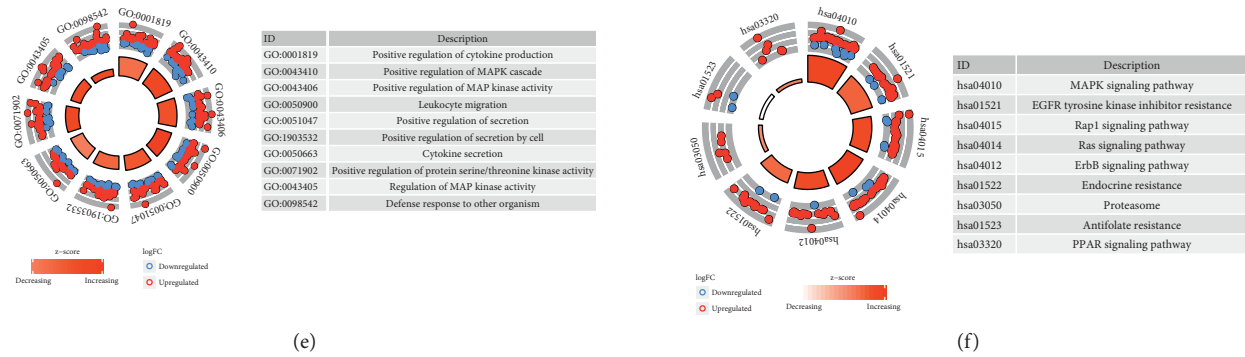 GO:0001819
GO:0043410
GO:0043406
GO:0050900
GO:0051047
GO:1903532
GO:0050663
GO:0071902
GO:0043405
GO:0098542
z-score
Decreasing Increasing
logFC
Downregulated
Upregulated
ID Description
GO:0001819 Positive regulation of cytokine production
GO:0043410 Positive regulation of MAPK cascade
GO:0043406 Positive regulation of MAP kinase activity
GO:0050900 Leukocyte migration
GO:0051047 Positive regulation of secretion
GO:1903532 Positive regulation of secretion by cell
GO:0050663 Cytokine secretion
GO:0071902 Positive regulation of protein serine/threonine kinase activity
GO:0043405 Regulation of MAP kinase activity
GO:0098542 Defense response to other organism
(e)
hsa04010
hsa01521
hsa04015
hsa04014
hsa04012
hsa01522
hsa03050
hsa01523
hsa03320
logFC
Downregulated
Upregulated
z-score
Decreasing Increasing
ID Description
hsa04010 MAPK signaling pathway
hsa01521 EGFR tyrosine kinase inhibitor resistance
hsa04015 Rap1 signaling pathway
hsa04014 Ras signaling pathway
hsa04012 ErbB signaling pathway
hsa01522 Endocrine resistance
hsa03050 Proteasome
hsa01523 Antifolate resistance
hsa03320 PPAR signaling pathway
(f)